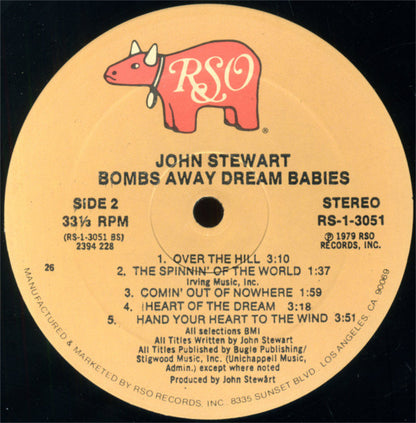 RSO
JOHN STEWART
BOMBS AWAY DREAM BABIES
SIDE 2
33⅓ RPM
(RS-1-3051 BS)
2394 228
STEREO
RS-1-3051
℗ 1979 RSO
RECORDS, INC.
26
1. OVER THE HILL 3:10
2. THE SPINNIN' OF THE WORLD 1:37
Irving Music, Inc.
3. COMIN' OUT OF NOWHERE 1:59
4. HEART OF THE DREAM 3:18
5. HAND YOUR HEART TO THE WIND 3:51
All selections BMI
All Titles Written by John Stewart
All Titles Published by Bugle Publishing/
Stigwood Music, Inc. (Unichappell Music,
Admin.) except where noted
Produced by John Stewart
MANUFACTURED & MARKETED BY RSO RECORDS, INC. 8335 SUNSET BLVD. LOS ANGELES, CA. 90069